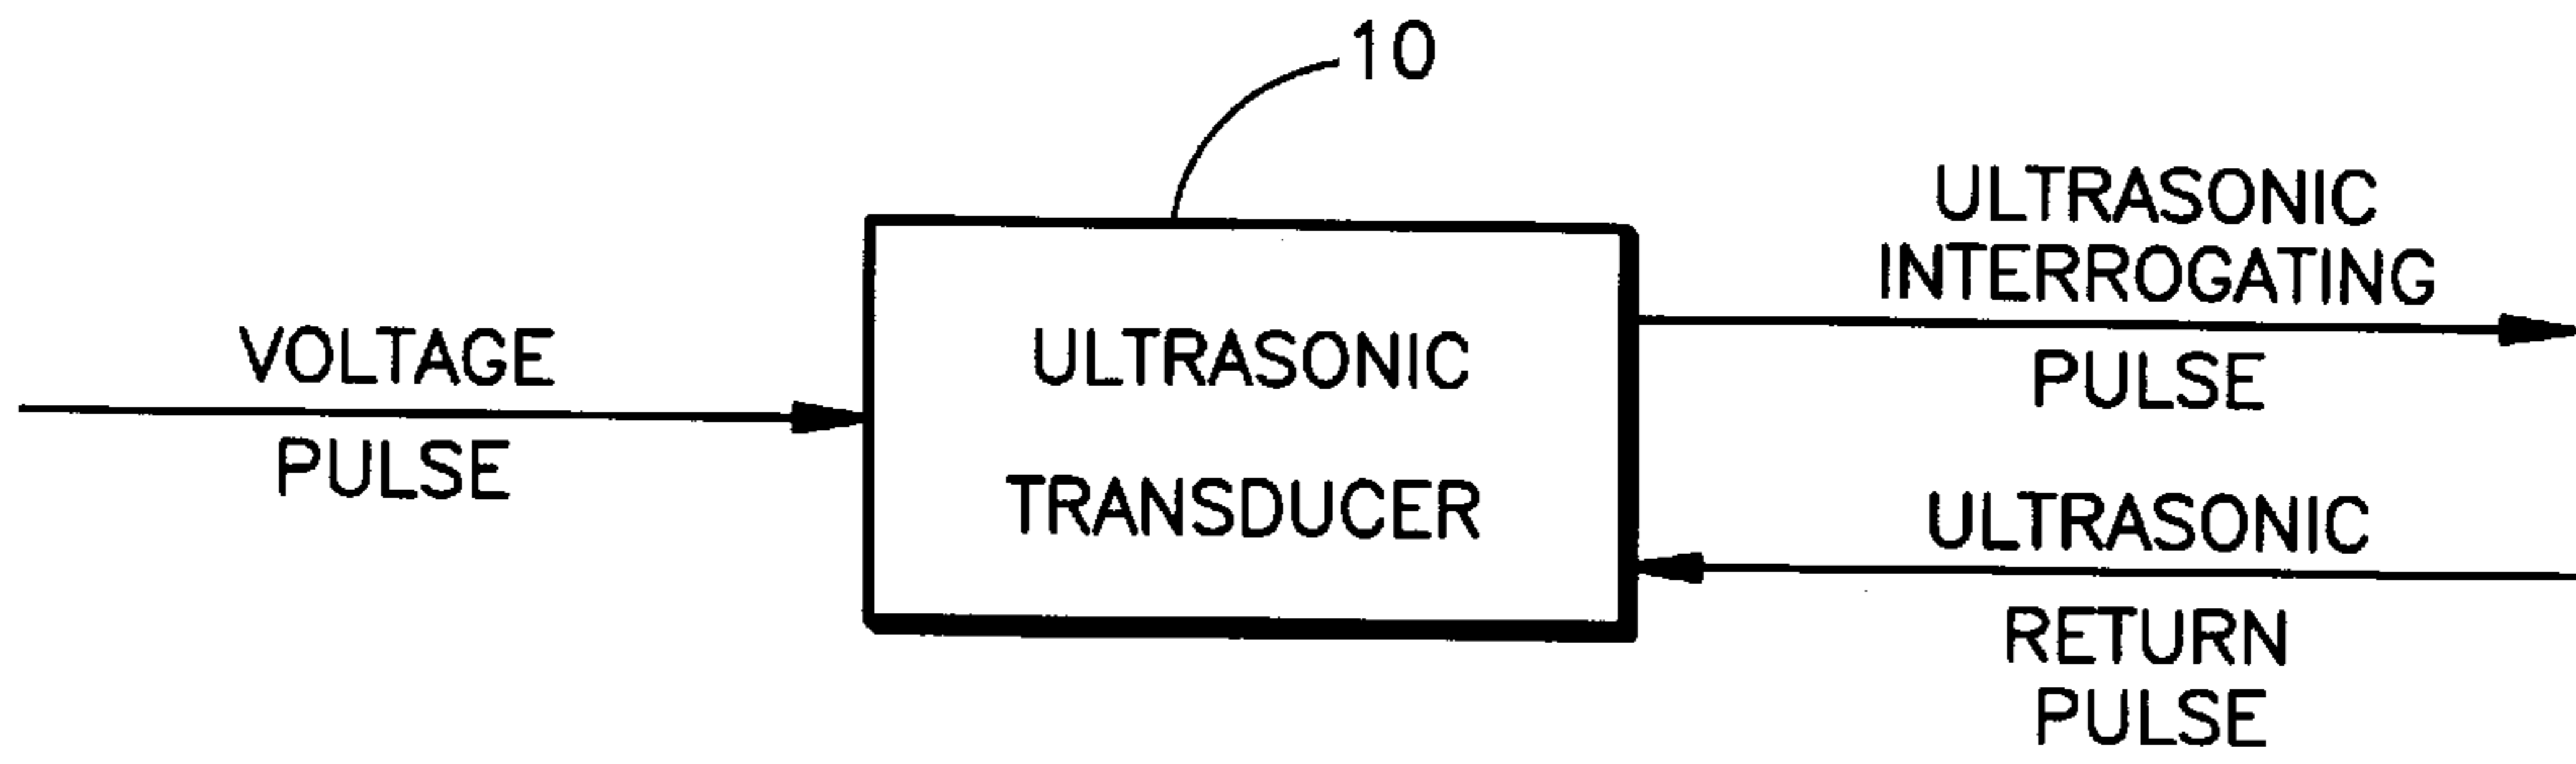 10
VOLTAGE
PULSE
ULTRASONIC
TRANSDUCER
ULTRASONIC
INTERROGATING
PULSE
ULTRASONIC
RETURN
PULSE